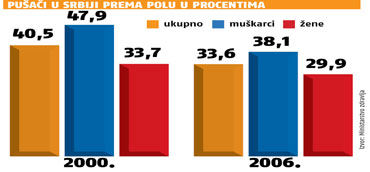 PUŠAČI U SRBIJI PREMA POLU U PROCENTIMA
ukupno muškarci žene
40,5 47,9 33,7 33,6 38,1 29,9
2000. 2006.
Izvor: Ministarstvo zdravlja